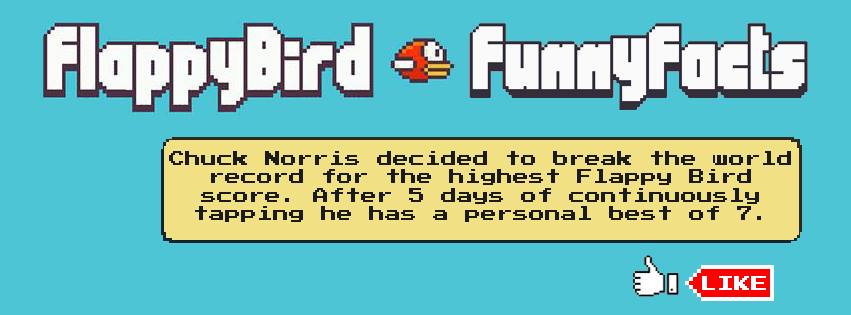 FlappyBird FunnyFacts
Chuck Norris decided to break the world
record for the highest Flappy Bird
score. After 5 days of continuously
tapping he has a personal best of 7.
LIKE